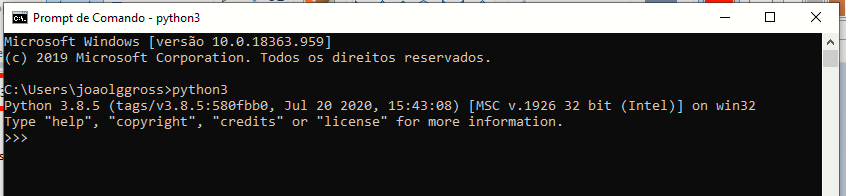 Prompt de Comando - python3
Microsoft Windows [versão 10.0.18363.959]
(c) 2019 Microsoft Corporation. Todos os direitos reservados.
C:\Users\joaolggross>python3
Python 3.8.5 (tags/v3.8.5:580fbb0, Jul 20 2020, 15:43:08) [MSC v.1926 32 bit (Intel)] on win32
Type "help", "copyright", "credits" or "license" for more information.
>>>